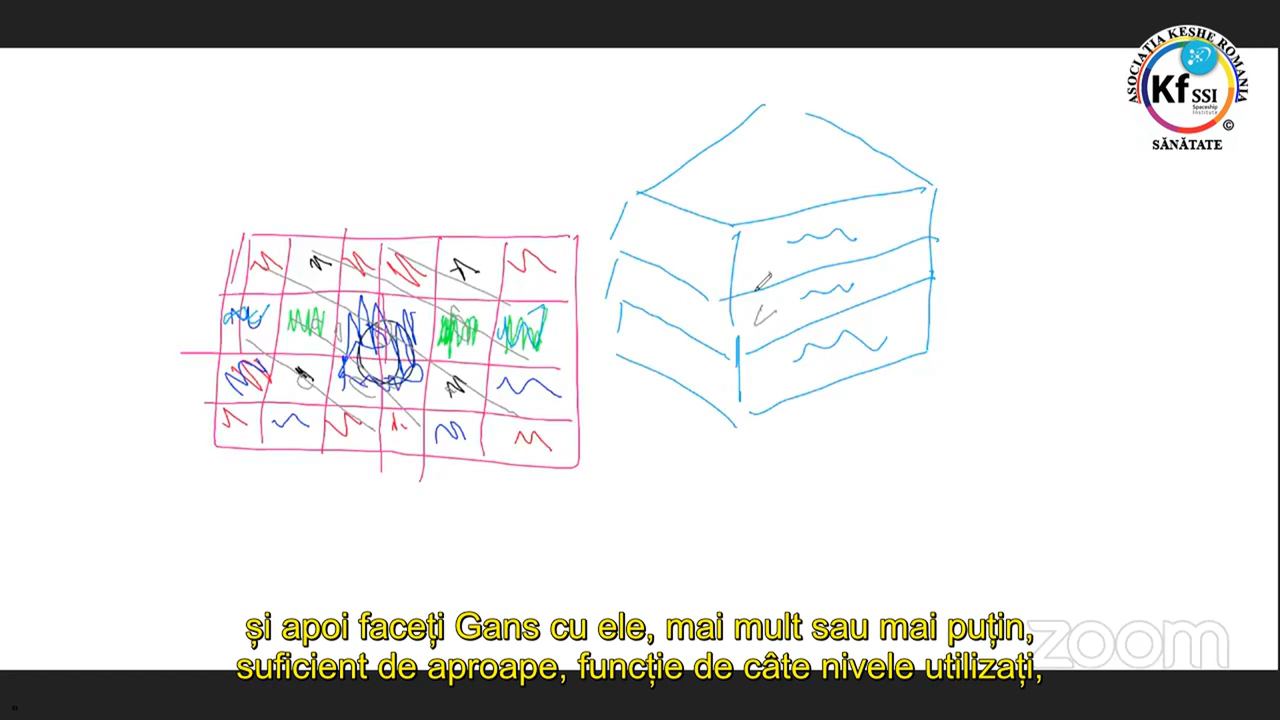 ASOCIAȚIA KESHE ROMANIA
Kf SSI
Spaceship
Institute
©
SĂNĂTATE
și apoi faceți Gans cu ele, mai mult sau mai puțin,
suficient de aproape, funcție de câte nivele utilizați,
zoom